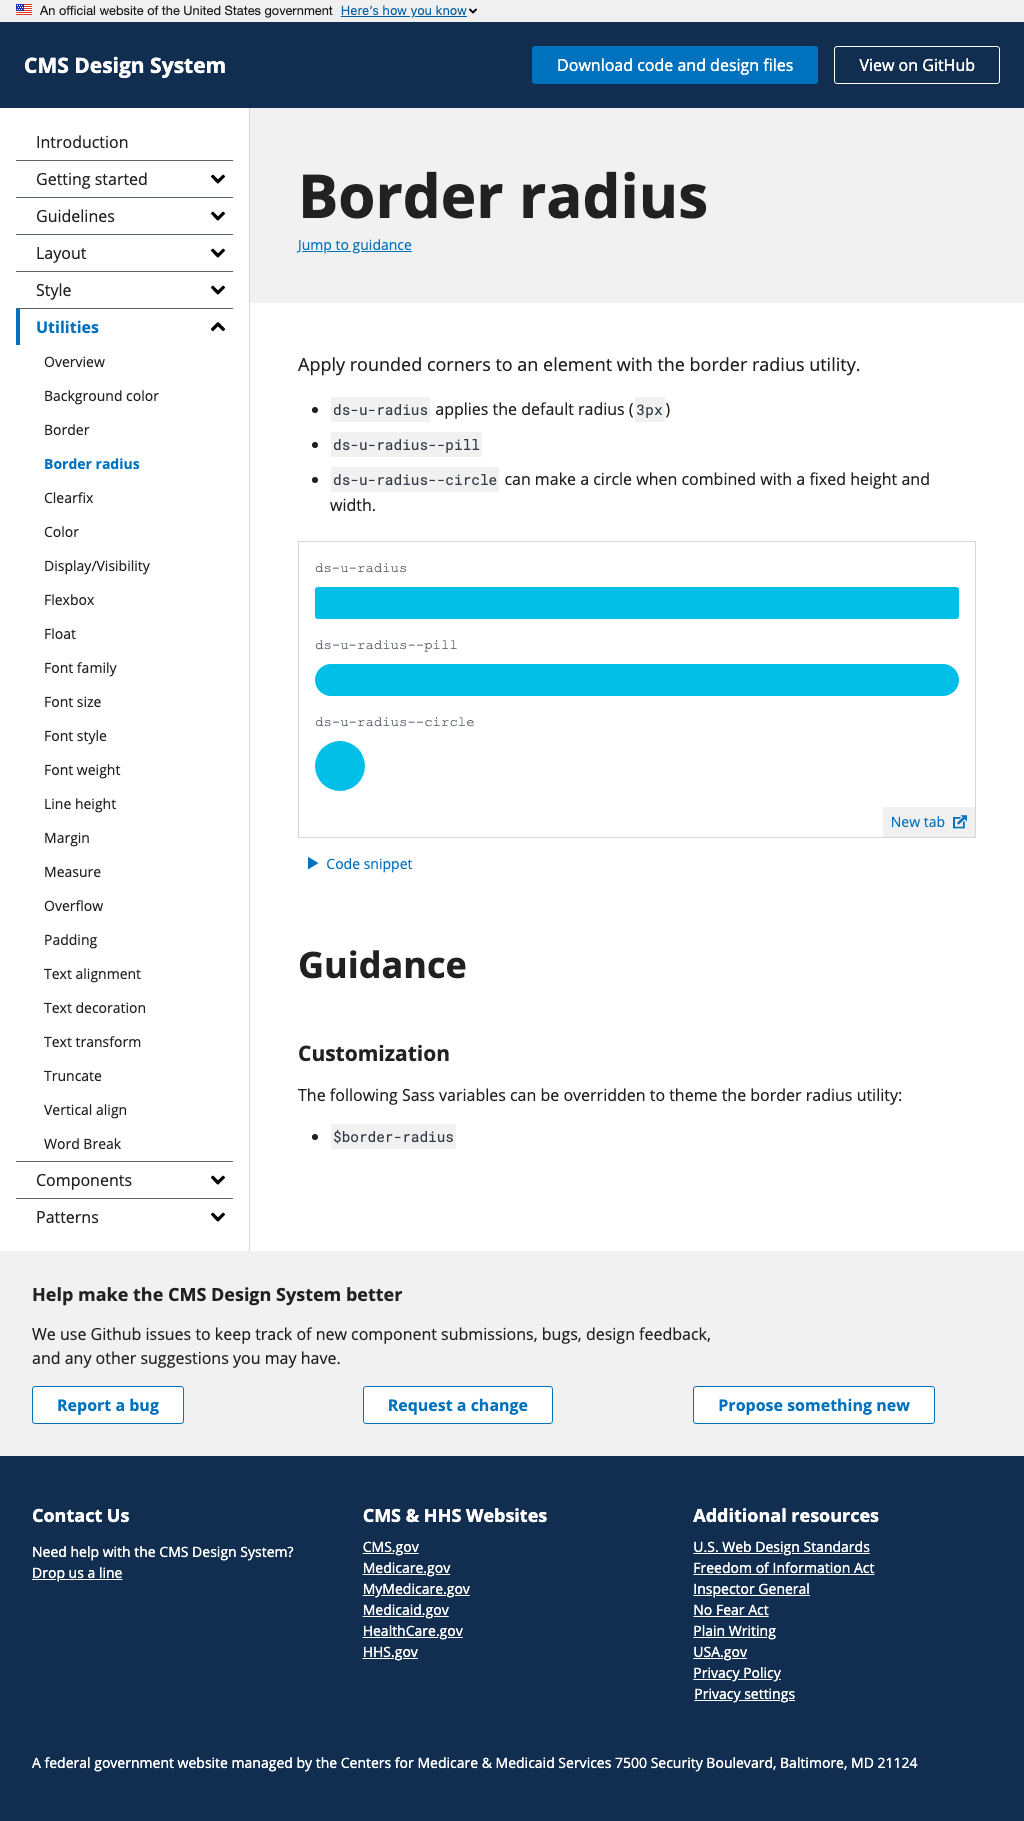 An official website of the United States government Here's how you know
CMS Design System
Download code and design files
View on GitHub
Introduction
Getting started
Guidelines
Layout
Style
Utilities
Overview
Background color
Border
Border radius
Clearfix
Color
Display/Visibility
Flexbox
Float
Font family
Font size
Font style
Font weight
Line height
Margin
Measure
Overflow
Padding
Text alignment
Text decoration
Text transform
Truncate
Vertical align
Word Break
Components
Patterns
Border radius
Jump to guidance
Apply rounded corners to an element with the border radius utility.
ds-u-radius applies the default radius (3px)
ds-u-radius--pill
ds-u-radius--circle can make a circle when combined with a fixed height and
width.
ds-u-radius
ds-u-radius--pill
ds-u-radius--circle
New tab
Code snippet
Guidance
Customization
The following Sass variables can be overridden to theme the border radius utility:
$border-radius
Help make the CMS Design System better
We use Github issues to keep track of new component submissions, bugs, design feedback,
and any other suggestions you may have.
Report a bug
Request a change
Propose something new
Contact Us
Need help with the CMS Design System?
Drop us a line
CMS & HHS Websites
CMS.gov
Medicare.gov
MyMedicare.gov
Medicaid.gov
HealthCare.gov
HHS.gov
Additional resources
U.S. Web Design Standards
Freedom of Information Act
Inspector General
No Fear Act
Plain Writing
USA.gov
Privacy Policy
Privacy settings
A federal government website managed by the Centers for Medicare & Medicaid Services 7500 Security Boulevard, Baltimore, MD 21124